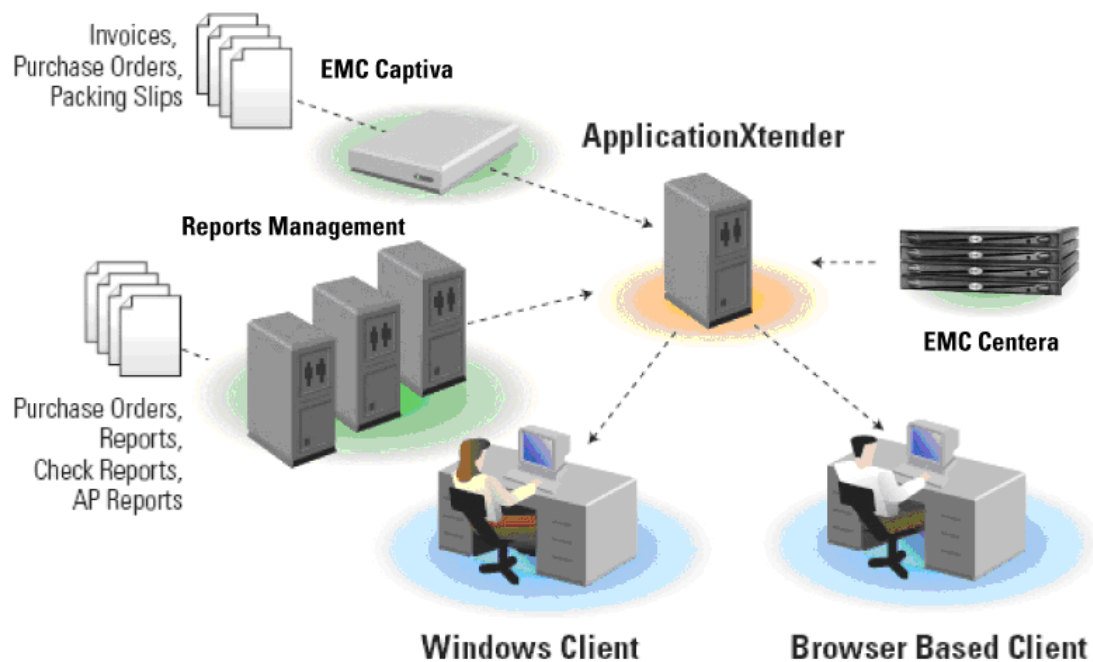 Invoices,
Purchase Orders,
Packing Slips
EMC Captiva
ApplicationXtender
Reports Management
EMC Centera
Purchase Orders,
Reports,
Check Reports,
AP Reports
Windows Client
Browser Based Client